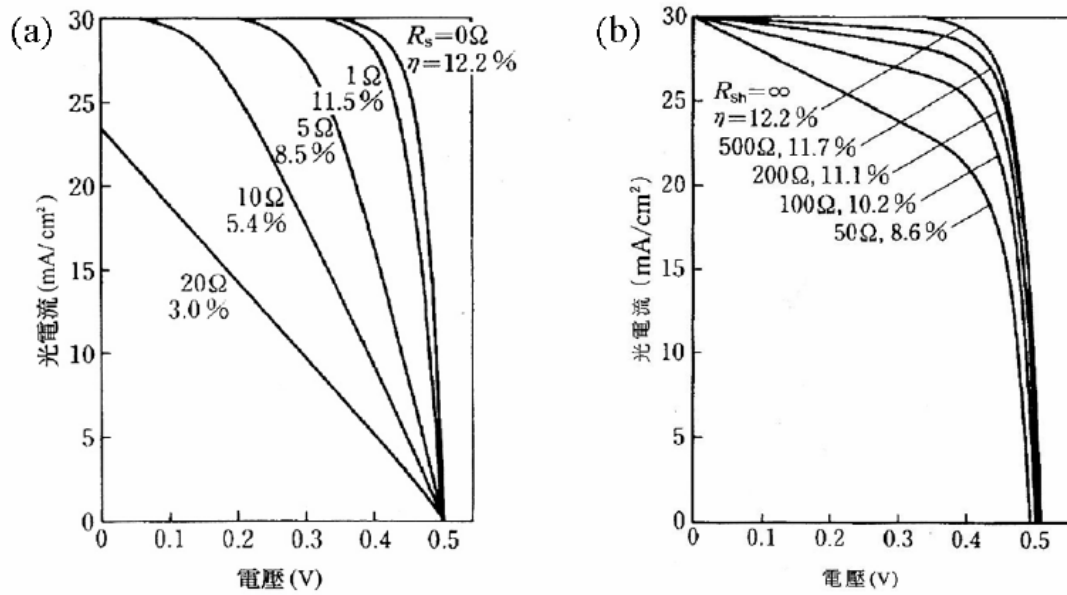 (a)
30
25
20
15
10
5
0
光電流 (mA/cm²)
R_s=0Ω
η=12.2 %
1Ω
11.5%
5Ω
8.5%
10Ω
5.4 %
20Ω
3.0 %
0 0.1 0.2 0.3 0.4 0.5
電壓 (V)
(b)
30
25
20
15
10
5
0
光電流 (mA/cm²)
R_sh=∞
η=12.2 %
500Ω, 11.7%
200Ω, 11.1%
100Ω, 10.2%
50Ω, 8.6 %
0 0.1 0.2 0.3 0.4 0.5
電壓 (V)